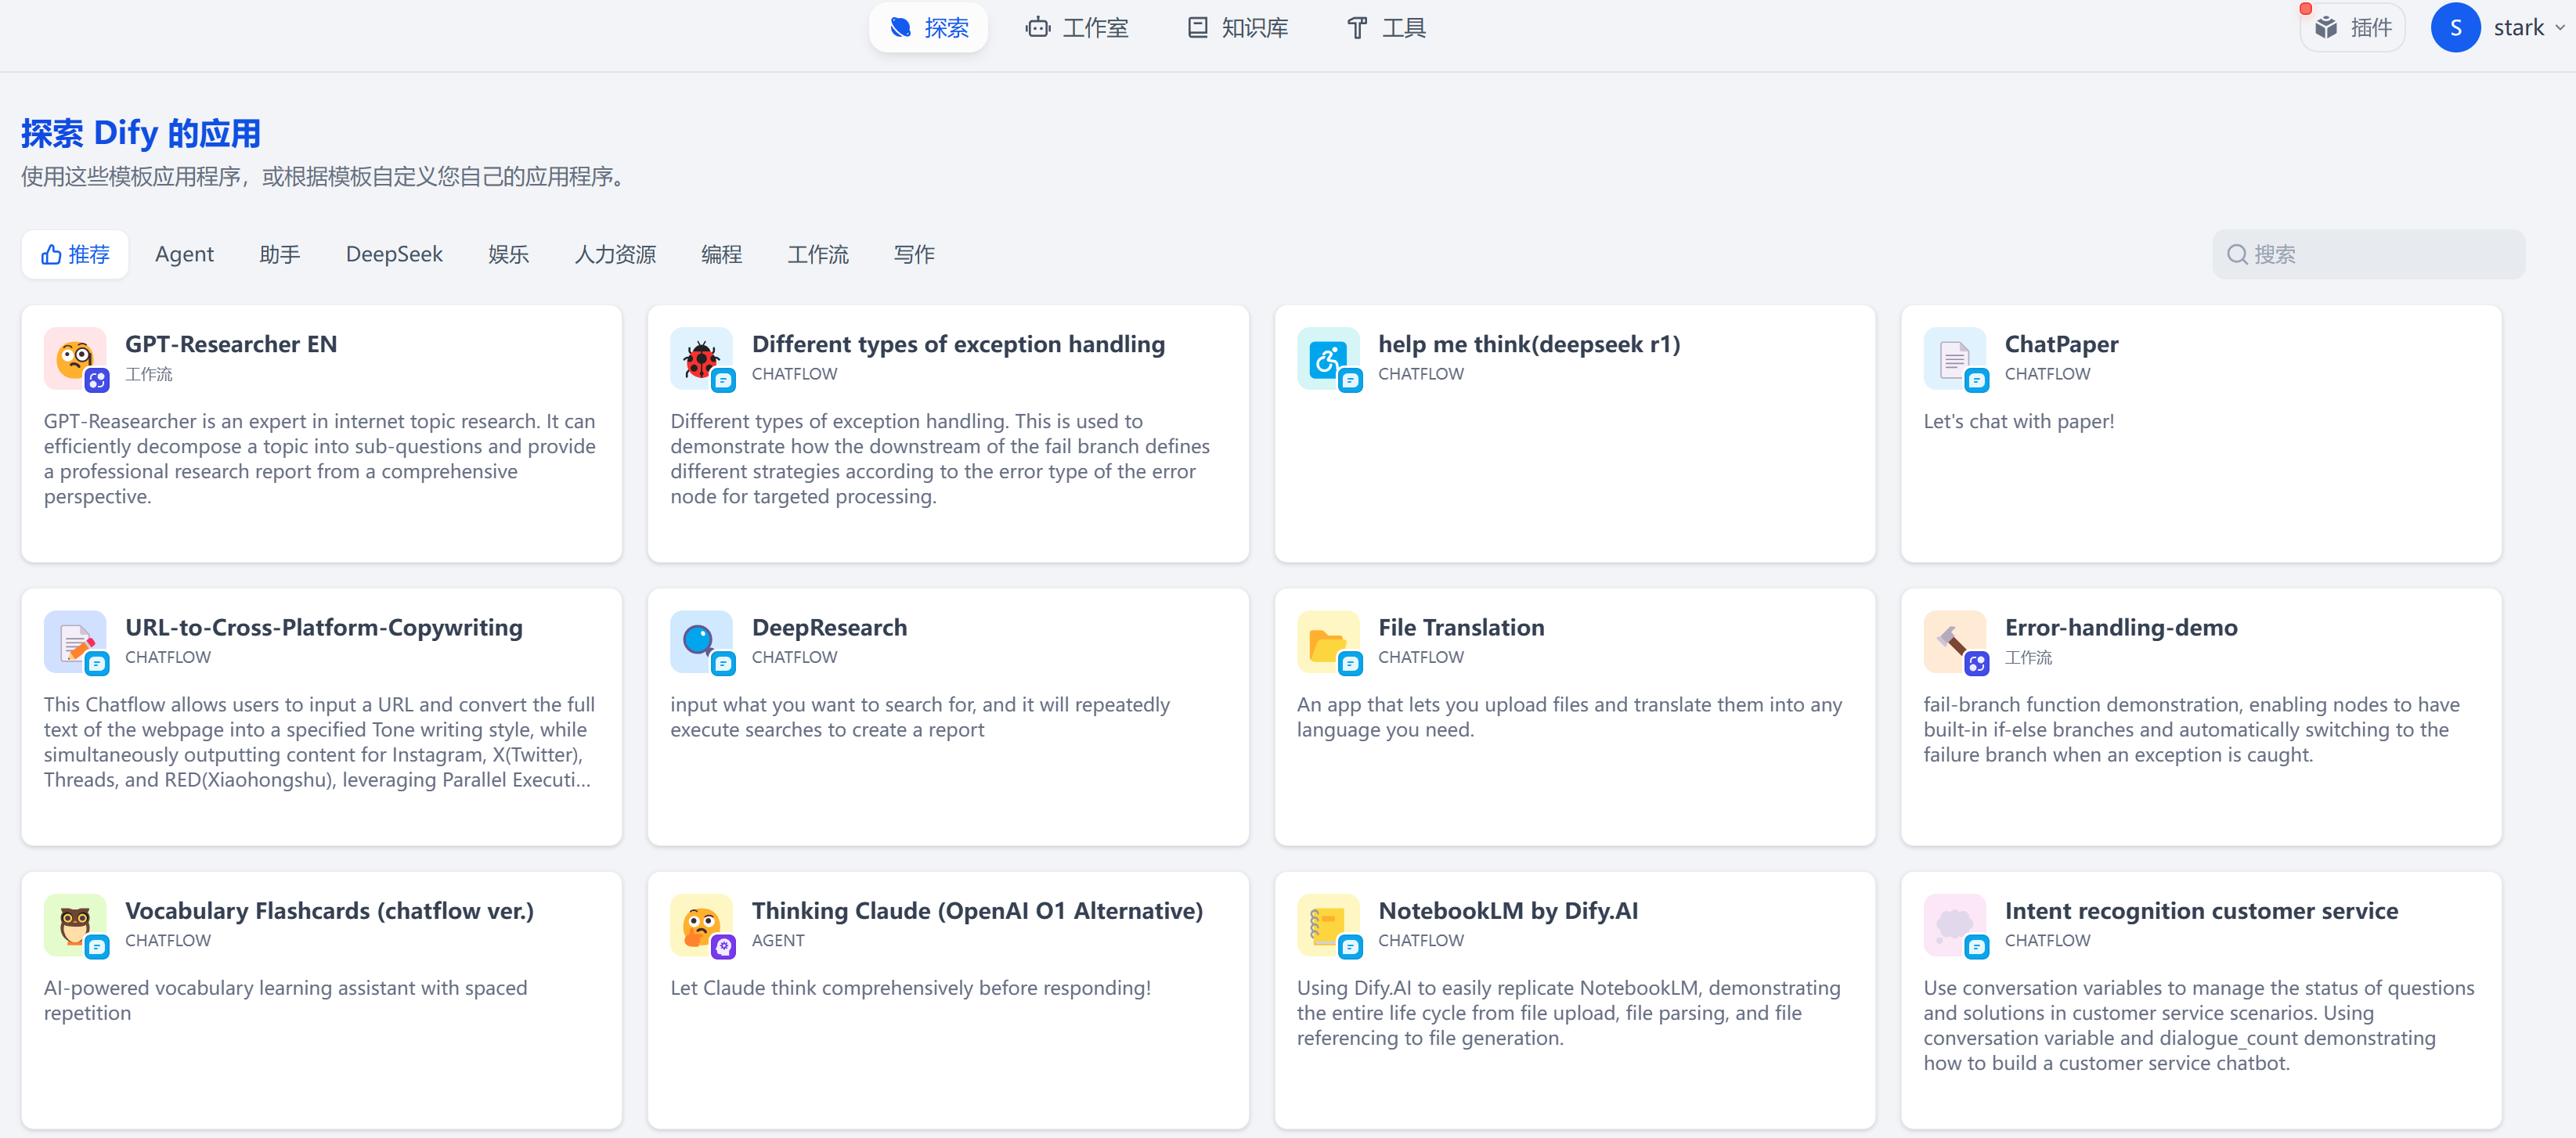 探索
工作室
知识库
工具
插件
S
stark
探索 Dify 的应用
使用这些模板应用程序，或根据模板自定义您自己的应用程序。
推荐
Agent
助手
DeepSeek
娱乐
人力资源
编程
工作流
写作
搜索
GPT-Researcher EN
工作流
GPT-Reasearcher is an expert in internet topic research. It can
efficiently decompose a topic into sub-questions and provide
a professional research report from a comprehensive
perspective.
Different types of exception handling
CHATFLOW
Different types of exception handling. This is used to
demonstrate how the downstream of the fail branch defines
different strategies according to the error type of the error
node for targeted processing.
help me think(deepseek r1)
CHATFLOW
ChatPaper
CHATFLOW
Let's chat with paper!
URL-to-Cross-Platform-Copywriting
CHATFLOW
This Chatflow allows users to input a URL and convert the full
text of the webpage into a specified Tone writing style, while
simultaneously outputting content for Instagram, X(Twitter),
Threads, and RED(Xiaohongshu), leveraging Parallel Executi...
DeepResearch
CHATFLOW
input what you want to search for, and it will repeatedly
execute searches to create a report
File Translation
CHATFLOW
An app that lets you upload files and translate them into any
language you need.
Error-handling-demo
工作流
fail-branch function demonstration, enabling nodes to have
built-in if-else branches and automatically switching to the
failure branch when an exception is caught.
Vocabulary Flashcards (chatflow ver.)
CHATFLOW
AI-powered vocabulary learning assistant with spaced
repetition
Thinking Claude (OpenAI O1 Alternative)
AGENT
Let Claude think comprehensively before responding!
NotebookLM by Dify.AI
CHATFLOW
Using Dify.AI to easily replicate NotebookLM, demonstrating
the entire life cycle from file upload, file parsing, and file
referencing to file generation.
Intent recognition customer service
CHATFLOW
Use conversation variables to manage the status of questions
and solutions in customer service scenarios. Using
conversation variable and dialogue_count demonstrating
how to build a customer service chatbot.